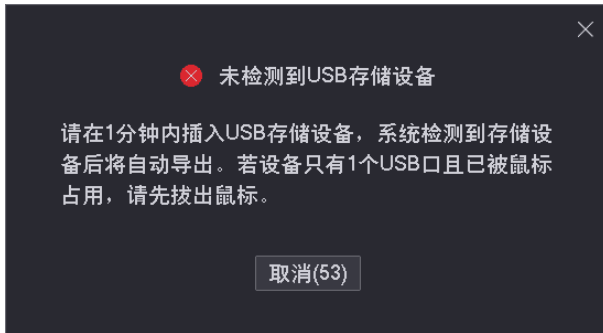 未检测到USB存储设备
请在1分钟内插入USB存储设备，系统检测到存储设
备后将自动导出。若设备只有1个USB口且已被鼠标
占用，请先拔出鼠标。
取消(53)